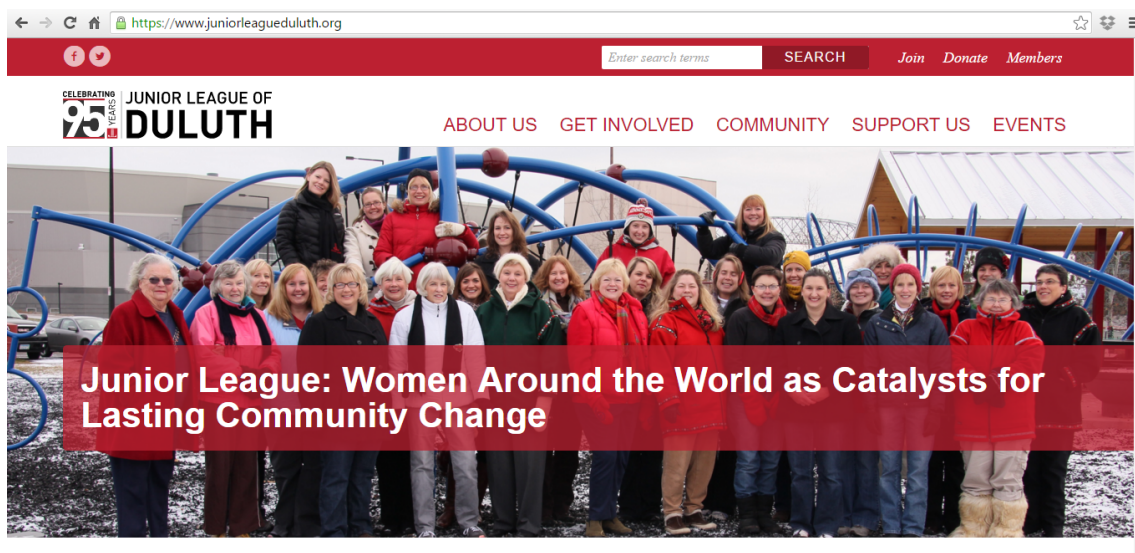 https://www.juniorleagueduluth.org
Enter search terms
SEARCH
Join Donate Members
CELEBRATING
95 YEARS
JUNIOR LEAGUE OF
DULUTH
ABOUT US GET INVOLVED COMMUNITY SUPPORT US EVENTS
Junior League: Women Around the World as Catalysts for
Lasting Community Change